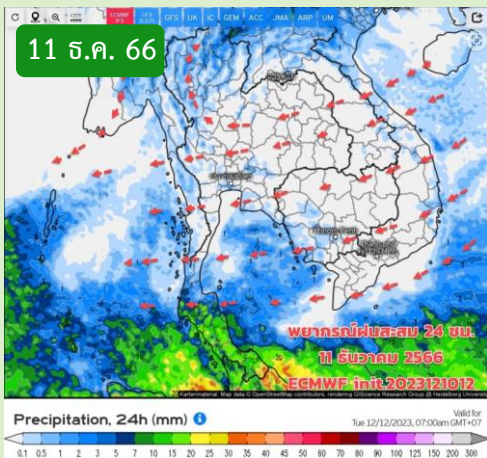 ECMWF GFS GFS UK IC GEM ACC JMA ARP UM
11 ธ.ค. 66
พยากรณ์ฝนสะสม 24 ชม.
11 ธันวาคม 2566
ECMWF init.2023121012
Kartenmaterial: Map data © OpenStreetMap contributors, rendering GIScience Research Group @ Heidelberg University
Precipitation, 24h (mm)
Valid for
Tue 12/12/2023, 07:00am GMT+07
0.1 0.5 1 2 3 5 7 10 15 20 25 30 35 40 45 50 60 70 80 90 100 125 150 200 300